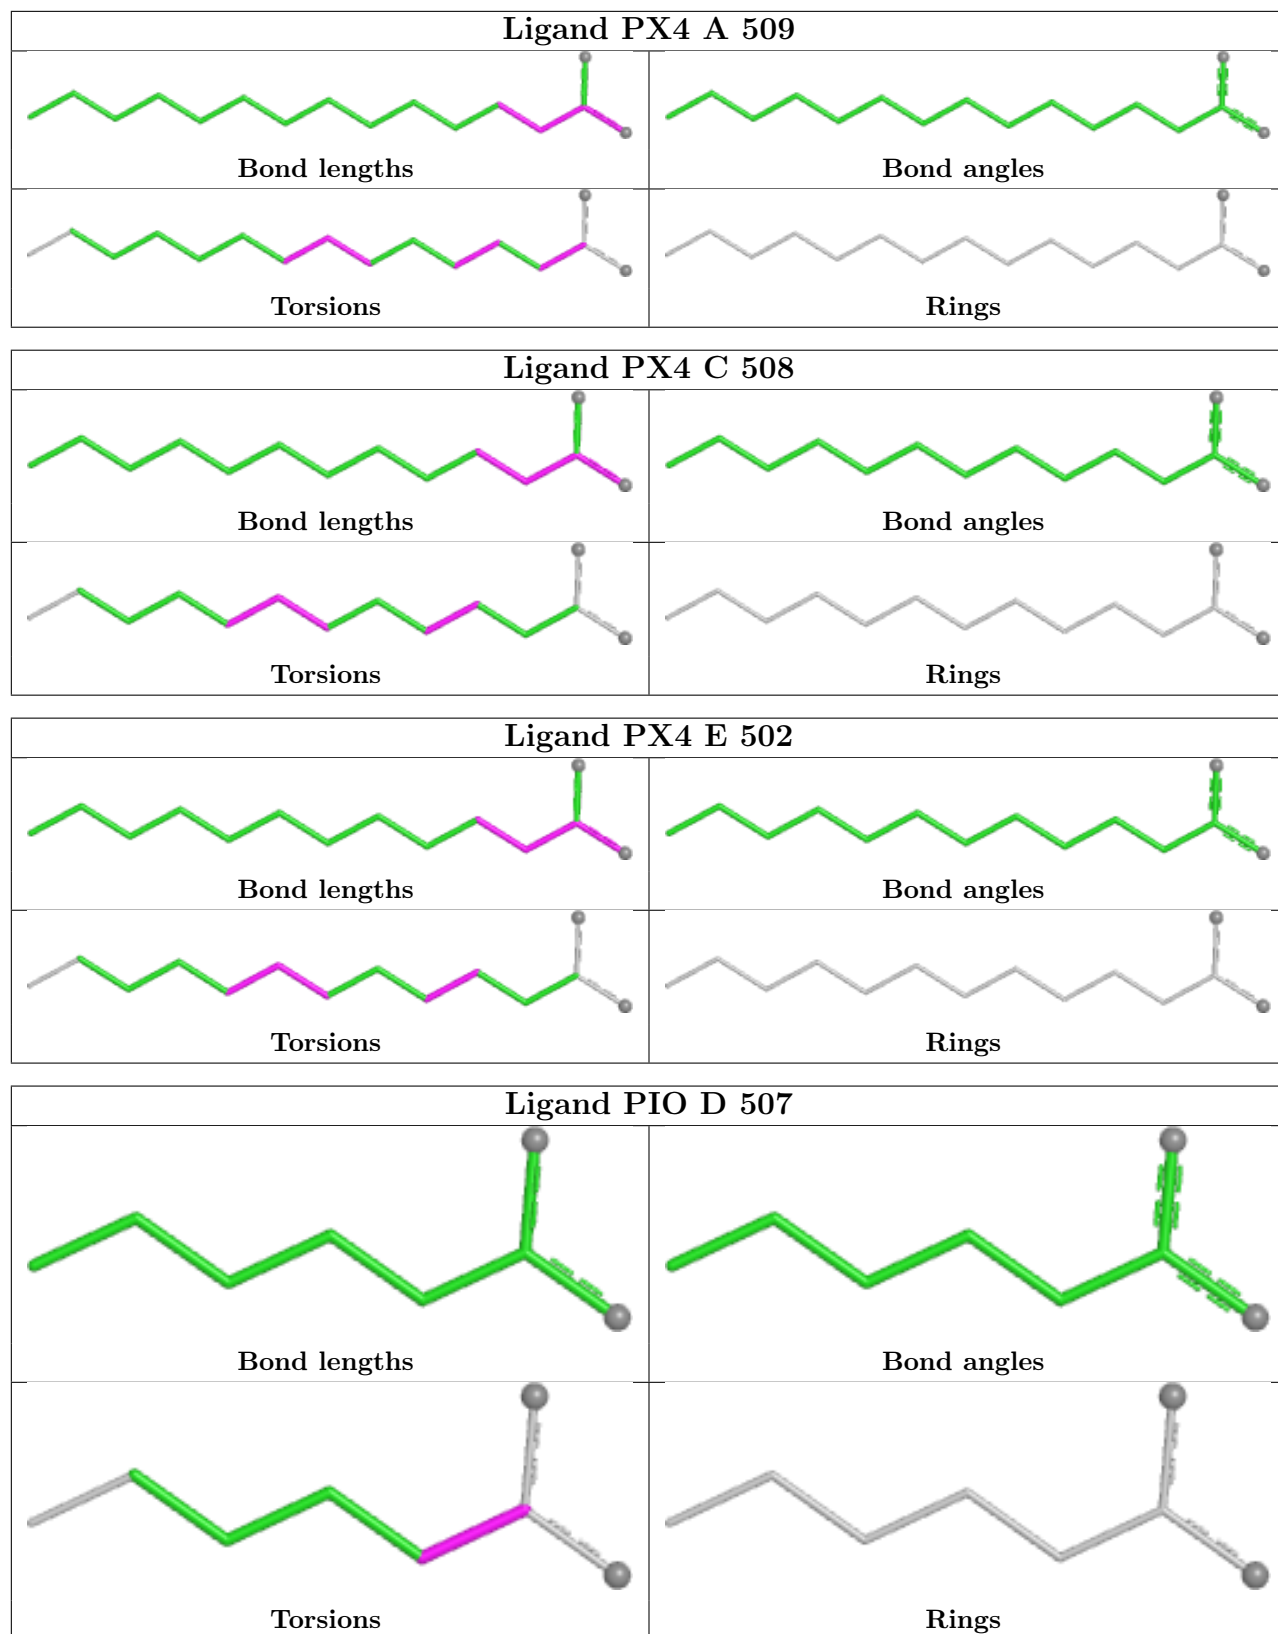 Ligand PX4 A 509
Bond lengths
Bond angles
Torsions
Rings
Ligand PX4 C 508
Bond lengths
Bond angles
Torsions
Rings
Ligand PX4 E 502
Bond lengths
Bond angles
Torsions
Rings
Ligand PIO D 507
Bond lengths
Bond angles
Torsions
Rings